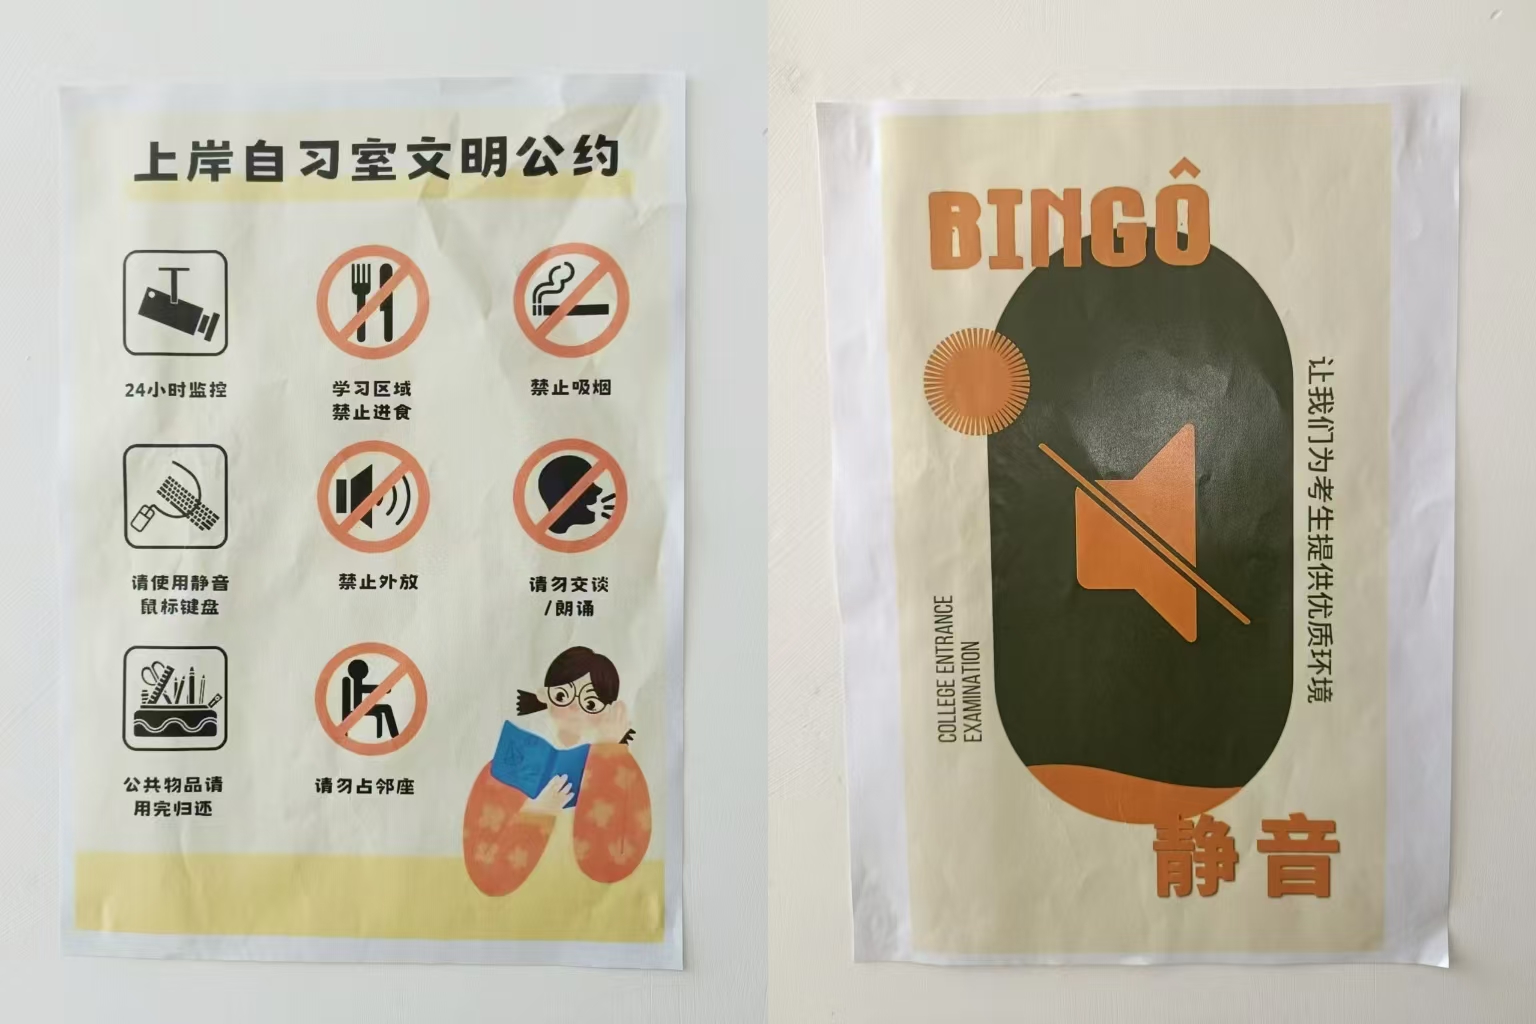 上岸自习室文明公约
24小时监控
学习区域
禁止进食
禁止吸烟
请使用静音
鼠标键盘
禁止外放
请勿交谈
/朗诵
公共物品请
用完归还
请勿占邻座
BINGÔ
让我们为考生提供优质环境
COLLEGE ENTRANCE
EXAMINATION
静音